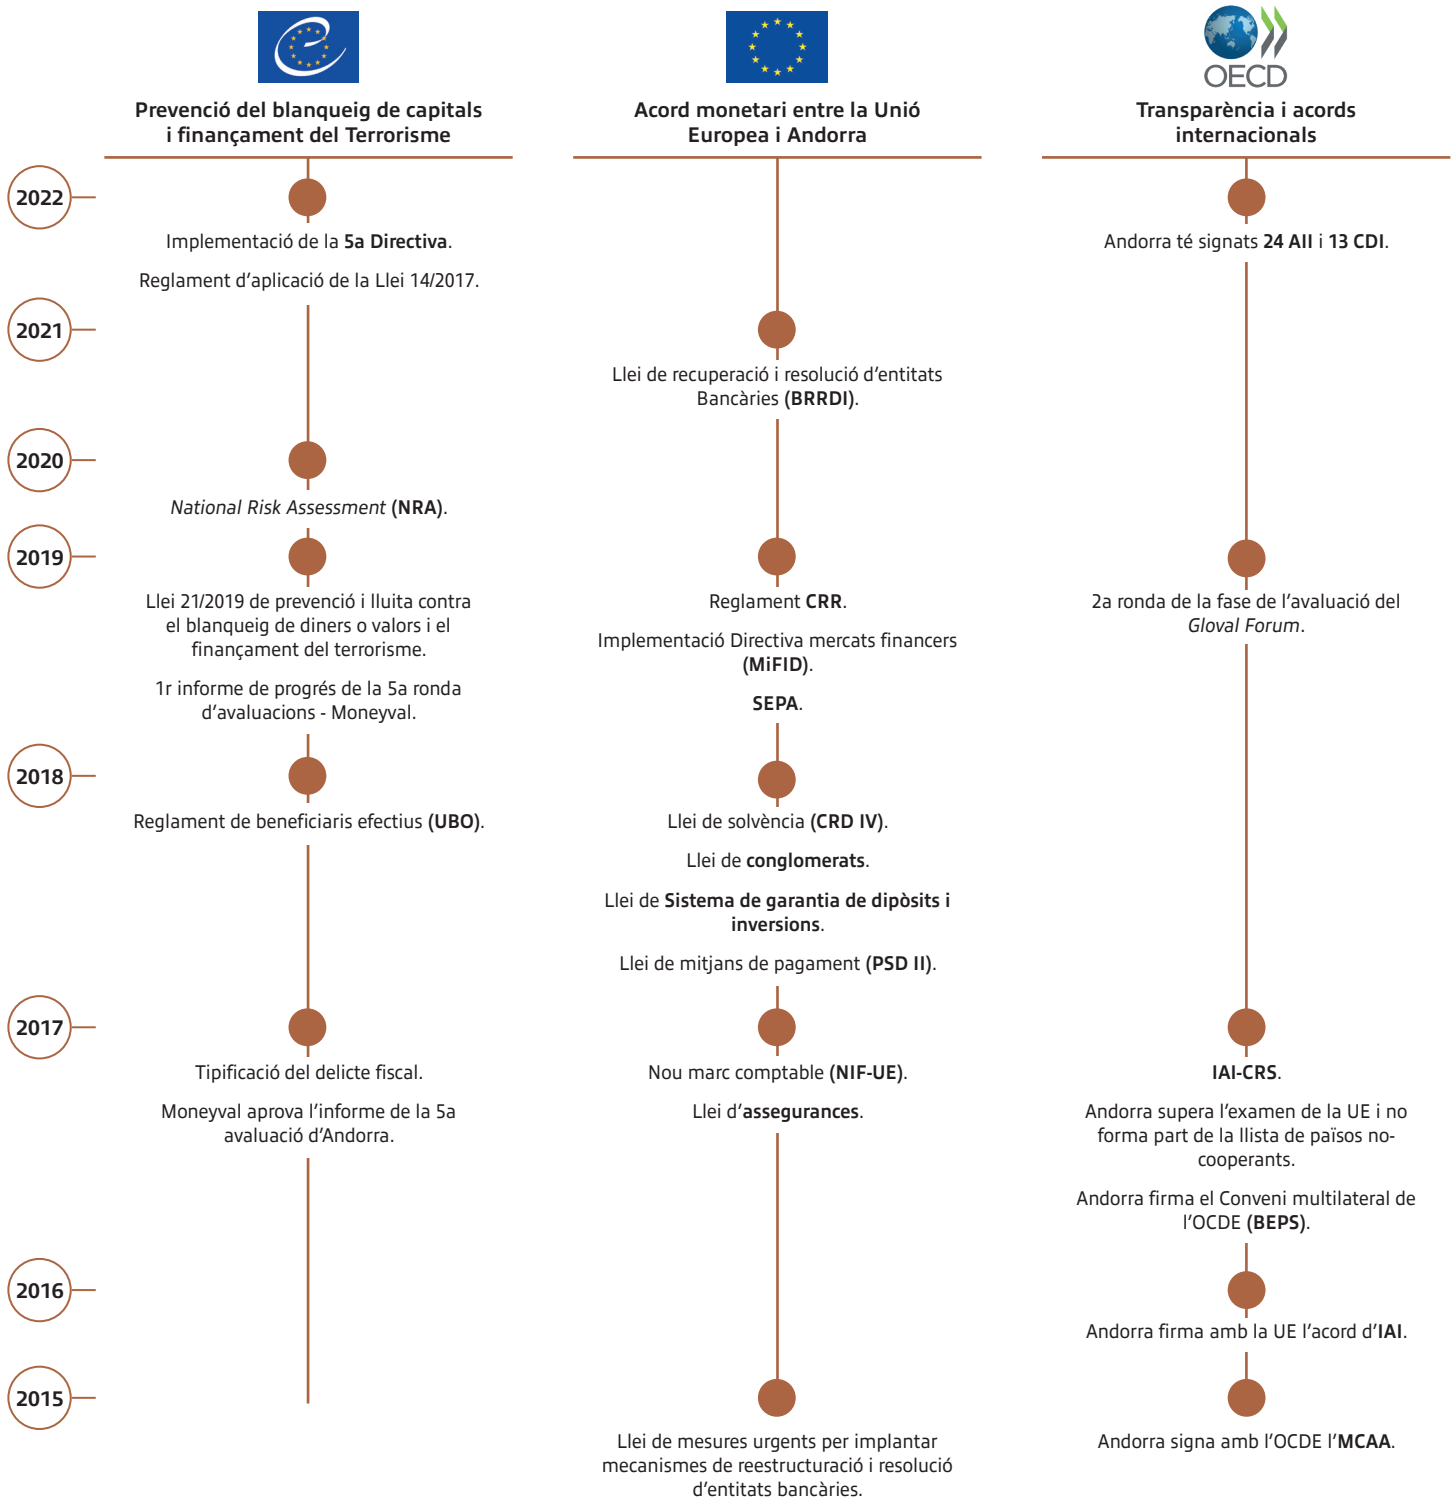 OECD
Prevenció del blanqueig de capitals
i finançament del Terrorisme
Acord monetari entre la Unió
Europea i Andorra
Transparència i acords
internacionals
2022
Implementació de la 5a Directiva.
Reglament d’aplicació de la Llei 14/2017.
Andorra té signats 24 AII i 13 CDI.
2021
Llei de recuperació i resolució d’entitats
Bancàries (BRRDI).
2020
National Risk Assessment (NRA).
2019
Llei 21/2019 de prevenció i lluita contra
el blanqueig de diners o valors i el
finançament del terrorisme.
1r informe de progrés de la 5a ronda
d’avaluacions - Moneyval.
Reglament CRR.
Implementació Directiva mercats financers
(MiFID).
SEPA.
2a ronda de la fase de l’avaluació del
Gloval Forum.
2018
Reglament de beneficiaris efectius (UBO).
Llei de solvència (CRD IV).
Llei de conglomerats.
Llei de Sistema de garantia de dipòsits i
inversions.
Llei de mitjans de pagament (PSD II).
2017
Tipificació del delicte fiscal.
Moneyval aprova l’informe de la 5a
avaluació d’Andorra.
Nou marc comptable (NIF-UE).
Llei d’assegurances.
IAI-CRS.
Andorra supera l’examen de la UE i no
forma part de la llista de països no-
cooperants.
Andorra firma el Conveni multilateral de
l’OCDE (BEPS).
2016
Andorra firma amb la UE l’acord d’IAI.
2015
Llei de mesures urgents per implantar
mecanismes de reestructuració i resolució
d’entitats bancàries.
Andorra signa amb l’OCDE l’MCAA.